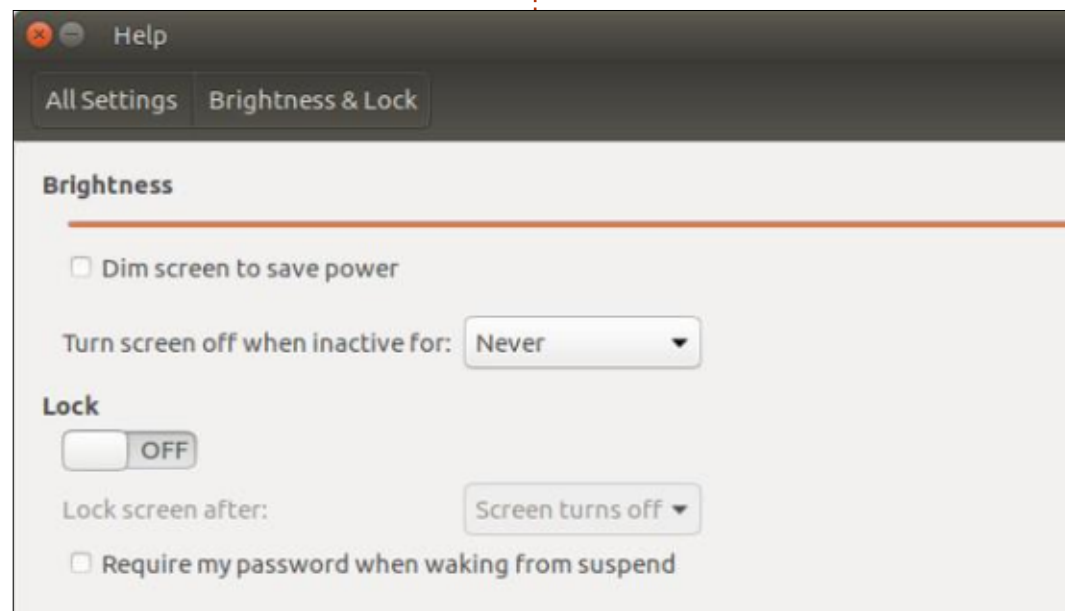 Help
All Settings Brightness & Lock
Brightness
Dim screen to save power
Turn screen off when inactive for: Never
Lock
OFF
Lock screen after: Screen turns off
Require my password when waking from suspend